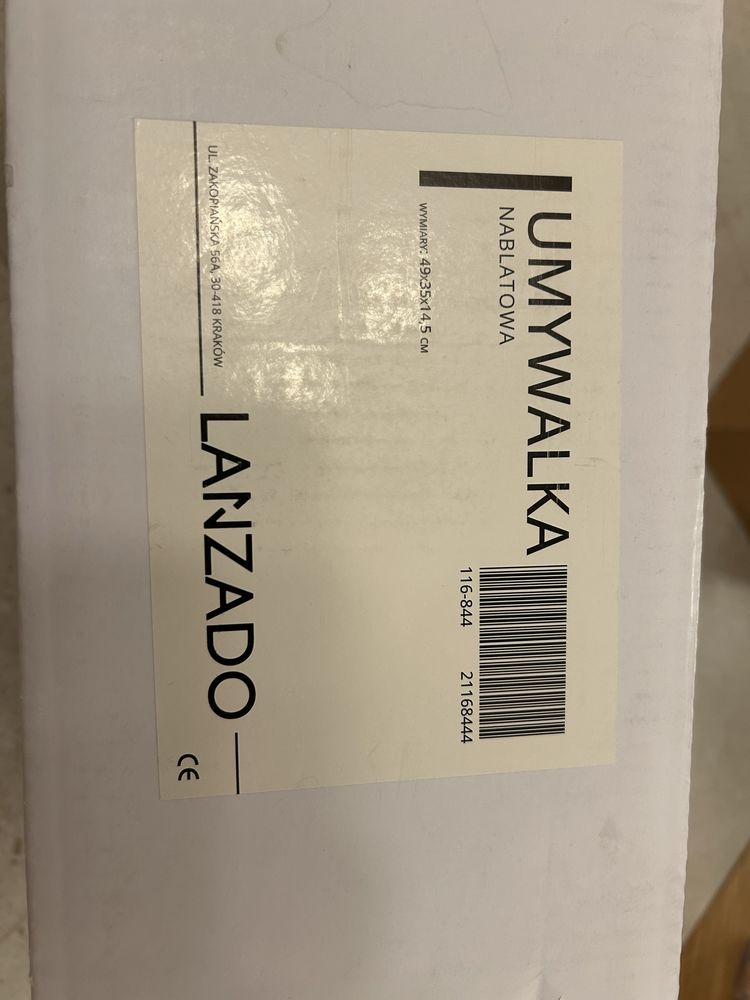 UMYWALKA
NABLATOWA
116-844 21168444
WYMIARY: 49x35x14,5 CM
UL. ZAKOPIAŃSKA 56A, 30-418 KRAKÓW
LANZADO
CE